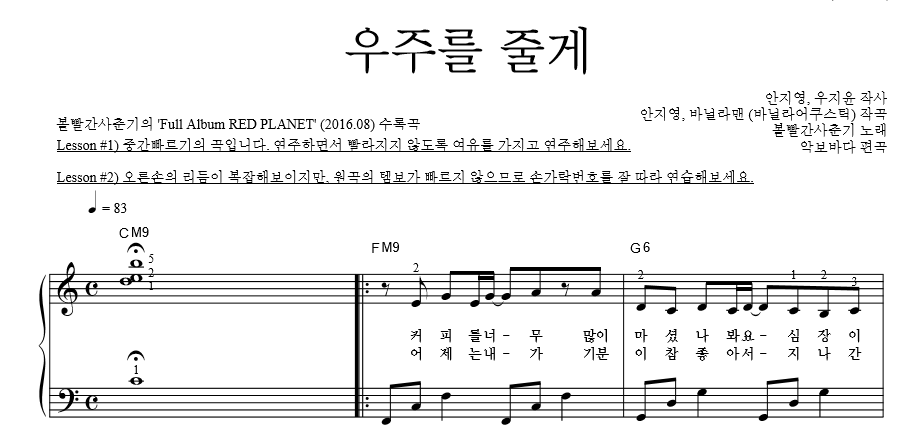 우주를 줄게
안지영, 우지윤 작사
안지영, 바닐라맨 (바닐라어쿠스틱) 작곡
볼빨간사춘기 노래
악보바다 편곡
볼빨간사춘기의 'Full Album RED PLANET' (2016.08) 수록곡
Lesson #1) 중간빠르기의 곡입니다. 연주하면서 빨라지지 않도록 여유를 가지고 연주해보세요.
Lesson #2) 오른손의 리듬이 복잡해보이지만, 원곡의 템보가 빠르지 않으므로 손가락번호를 잘 따라 연습해보세요.
= 83
CM9 FM9 G6
5 2 1 2 2 1 2 3
커 피 를너- 무 많이 마 셨 나 봐요- 심 장 이
어 제 는내- 가 기분 이 참 좋 아서- 지 나 간
1